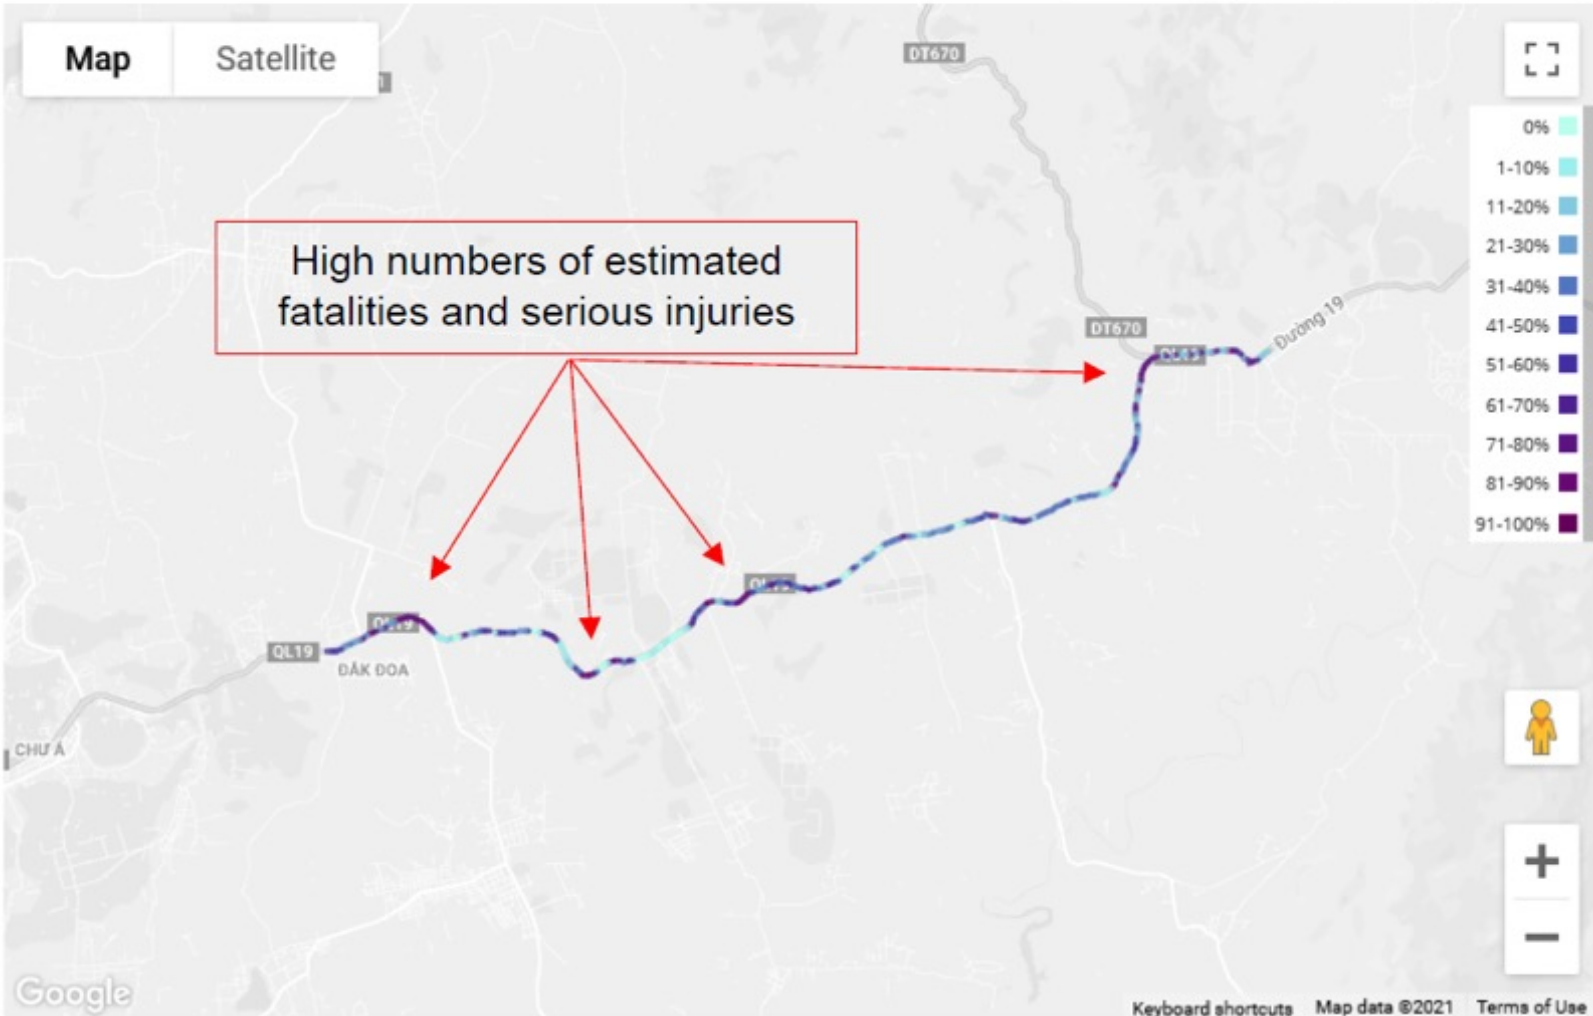 Map
Satellite
DT670
0%
1-10%
11-20%
21-30%
31-40%
41-50%
51-60%
61-70%
71-80%
81-90%
91-100%
High numbers of estimated
fatalities and serious injuries
DT670
Đường 19
QL19
QL19
ĐĂK ĐOA
CHƯ Á
Google
Keyboard shortcuts
Map data ©2021
Terms of Use